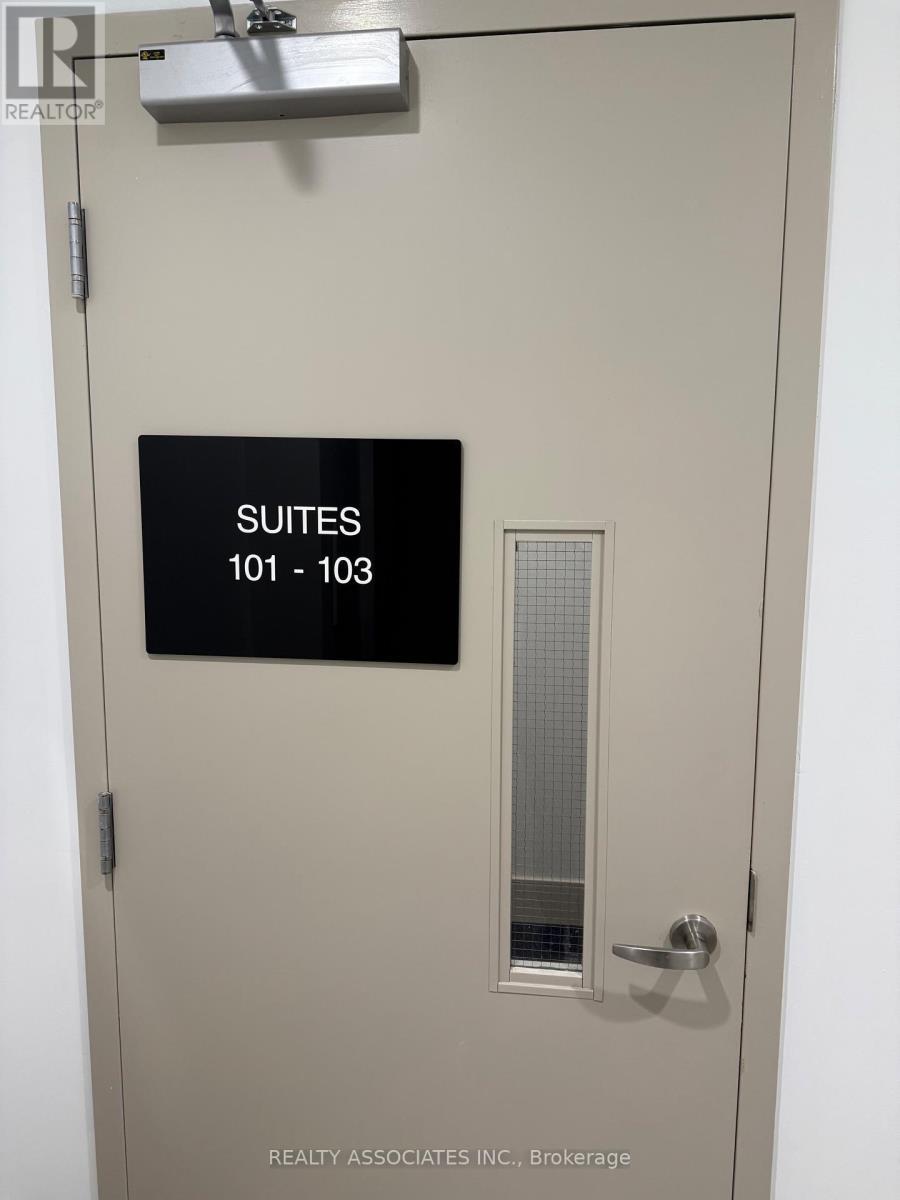 R
REALTOR®
SUITES
101 - 103
REALTY ASSOCIATES INC., Brokerage